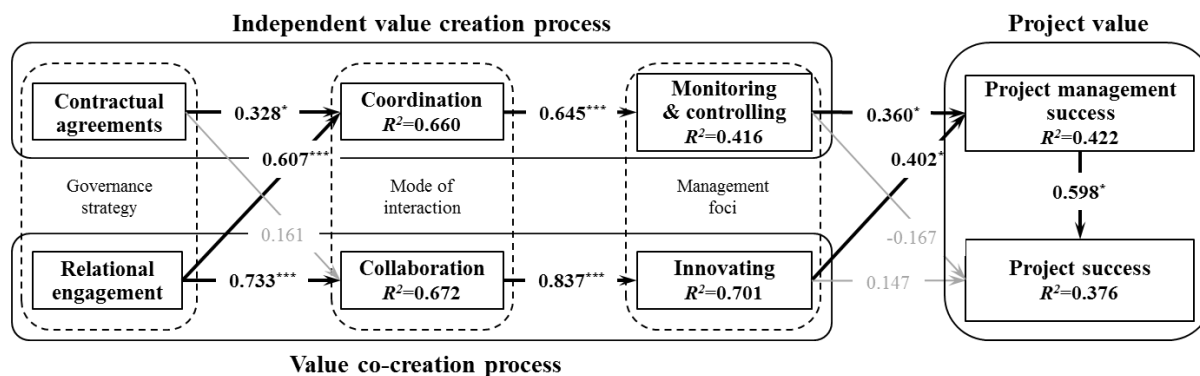 Independent value creation process
Project value
Contractual
agreements
0.328*
Coordination
R²=0.660
0.645***
Monitoring
& controlling
R²=0.416
0.360*
Project management
success
R²=0.422
0.607***
0.402*
Governance
strategy
Mode of
interaction
Management
foci
0.598*
0.161
-0.167
Relational
engagement
0.733***
Collaboration
R²=0.672
0.837***
Innovating
R²=0.701
0.147
Project success
R²=0.376
Value co-creation process